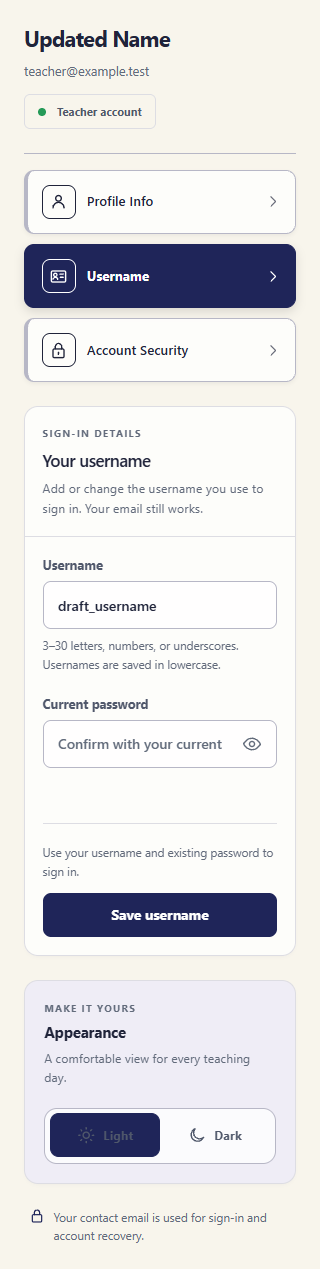 Updated Name
teacher@example.test
Teacher account
Profile Info
Username
Account Security
SIGN-IN DETAILS
Your username
Add or change the username you use to
sign in. Your email still works.
Username
draft_username
3–30 letters, numbers, or underscores.
Usernames are saved in lowercase.
Current password
Confirm with your current
Use your username and existing password to
sign in.
Save username
MAKE IT YOURS
Appearance
A comfortable view for every teaching
day.
Light
Dark
Your contact email is used for sign-in and
account recovery.